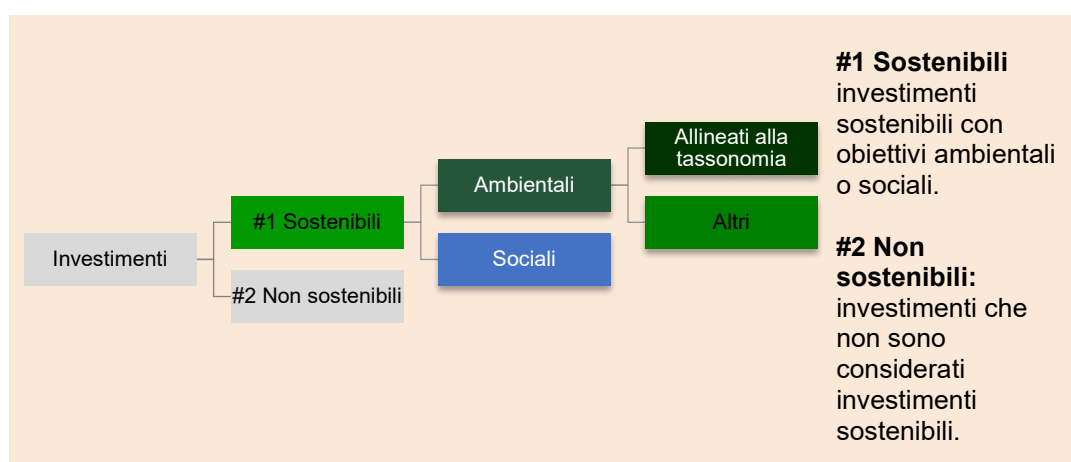 Investimenti
#1 Sostenibili
#2 Non sostenibili
Ambientali
Sociali
Allineati alla
tassonomia
Altri
#1 Sostenibili
investimenti
sostenibili con
obiettivi ambientali
o sociali.
#2 Non
sostenibili:
investimenti che
non sono
considerati
investimenti
sostenibili.